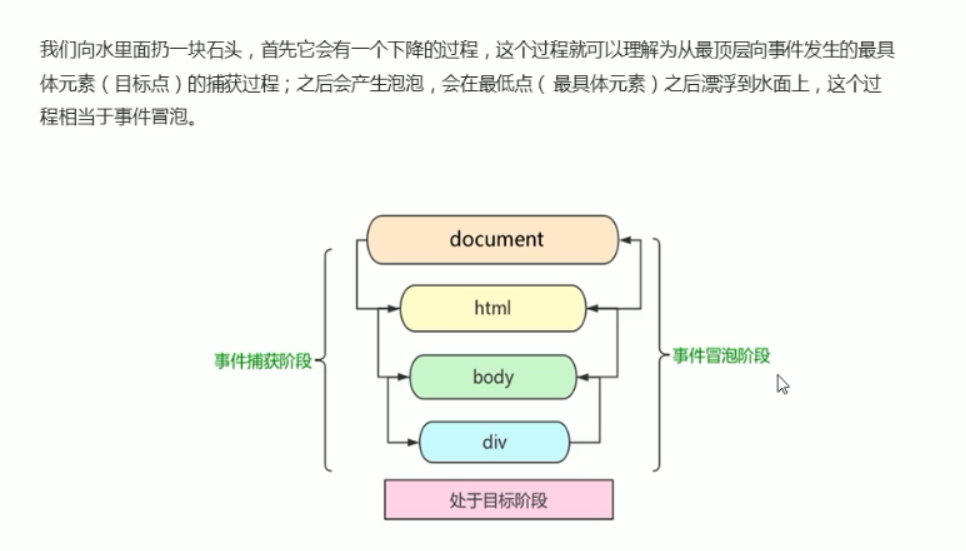 我们向水里面扔一块石头，首先它会有一个下降的过程，这个过程就可以理解为从最顶层向事件发生的最具
体元素（目标点）的捕获过程；之后会产生泡泡，会在最低点（ 最具体元素）之后漂浮到水面上，这个过
程相当于事件冒泡。
document
html
事件捕获阶段
事件冒泡阶段
body
div
处于目标阶段